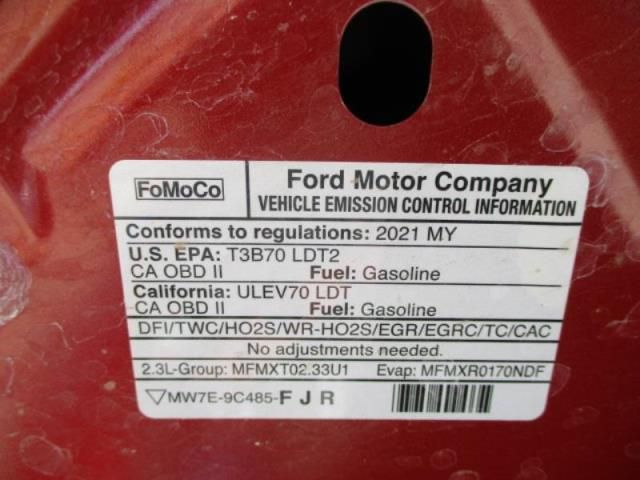 FoMoCo
Ford Motor Company
VEHICLE EMISSION CONTROL INFORMATION
Conforms to regulations: 2021 MY
U.S. EPA: T3B70 LDT2
CA OBD II Fuel: Gasoline
California: ULEV70 LDT
CA OBD II Fuel: Gasoline
DFI/TWC/HO2S/WR-HO2S/EGR/EGRC/TC/CAC
No adjustments needed.
2.3L-Group: MFMXT02.33U1 Evap: MFMXR0170NDF
MW7E-9C485-F J R